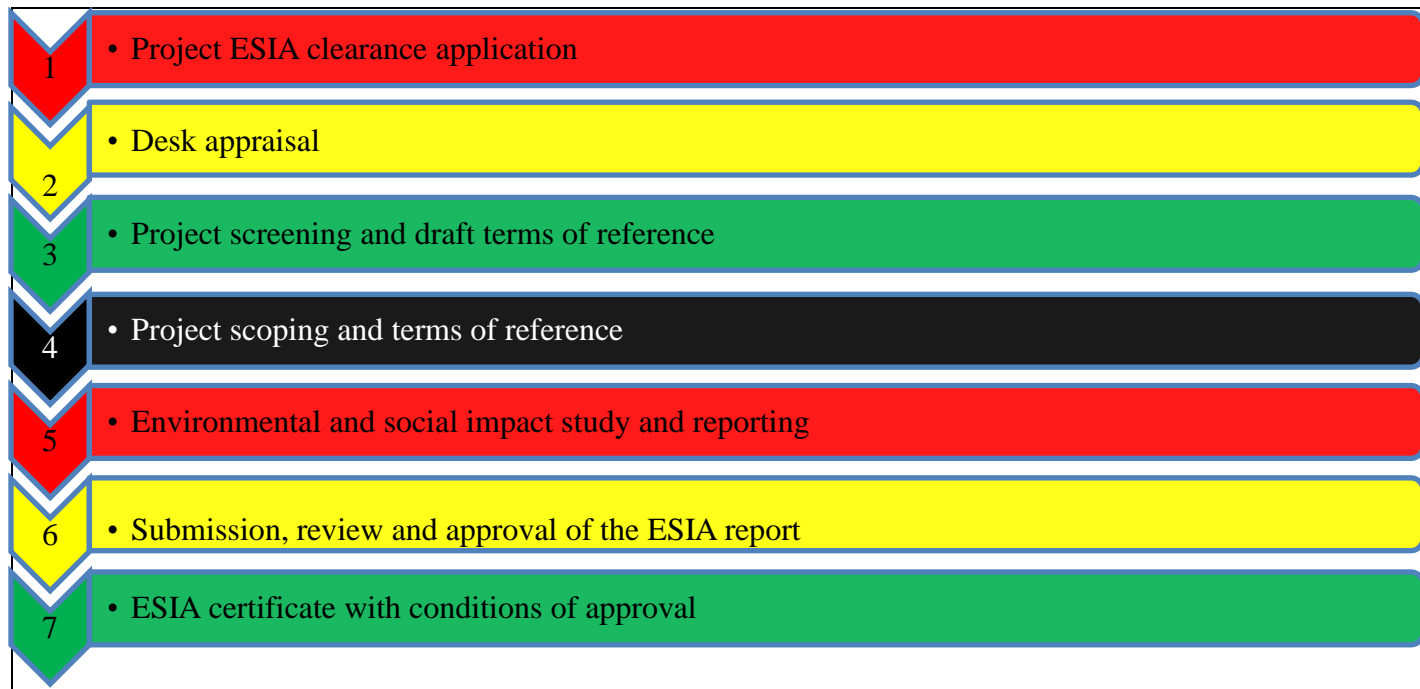 1
• Project ESIA clearance application
2
• Desk appraisal
3
• Project screening and draft terms of reference
4
• Project scoping and terms of reference
5
• Environmental and social impact study and reporting
6
• Submission, review and approval of the ESIA report
7
• ESIA certificate with conditions of approval